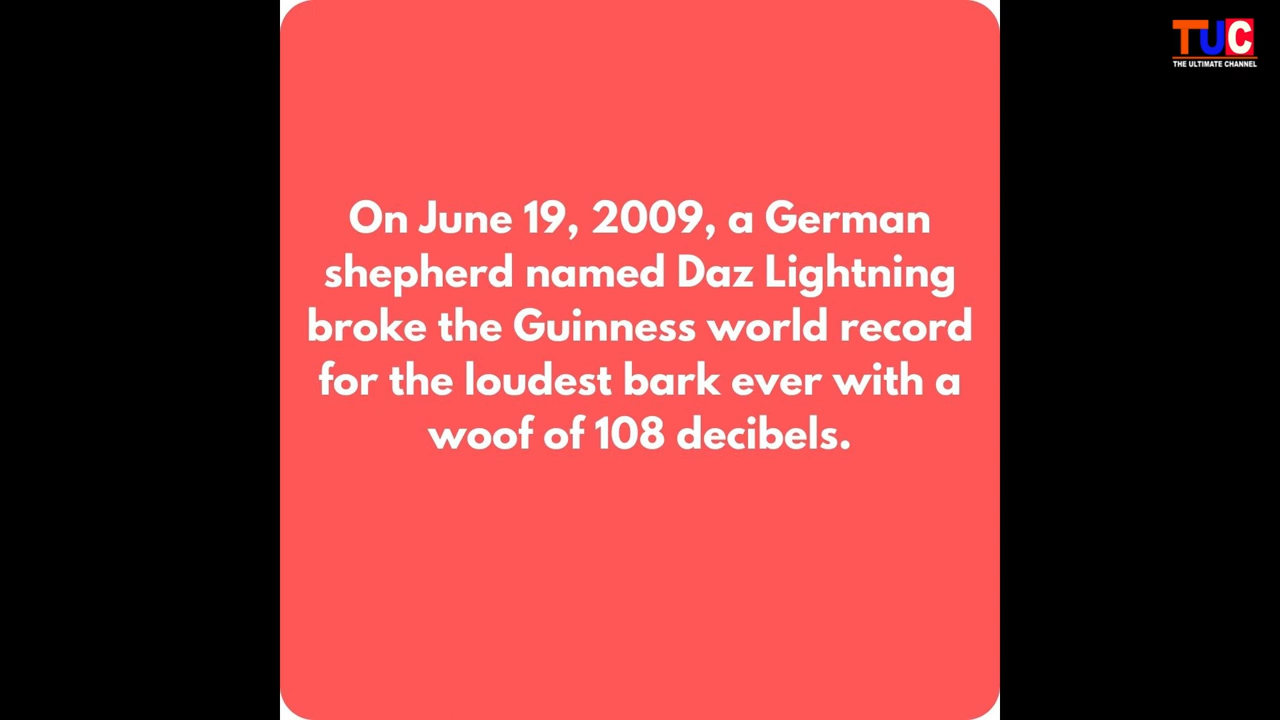 TUC
THE ULTIMATE CHANNEL
On June 19, 2009, a German
shepherd named Daz Lightning
broke the Guinness world record
for the loudest bark ever with a
woof of 108 decibels.